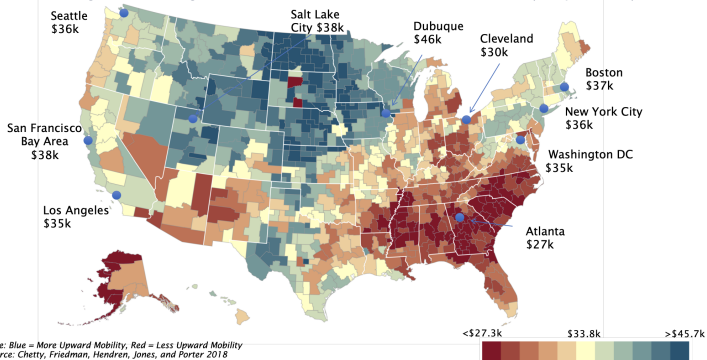 Seattle
$36k
Salt Lake
City $38k
Dubuque
$46k
Cleveland
$30k
Boston
$37k
New York City
$36k
San Francisco
Bay Area
$38k
Washington DC
$35k
Los Angeles
$35k
Atlanta
$27k
<$27.3k $33.8k >$45.7k
e: Blue = More Upward Mobility, Red = Less Upward Mobility
rce: Chetty, Friedman, Hendren, Jones, and Porter 2018